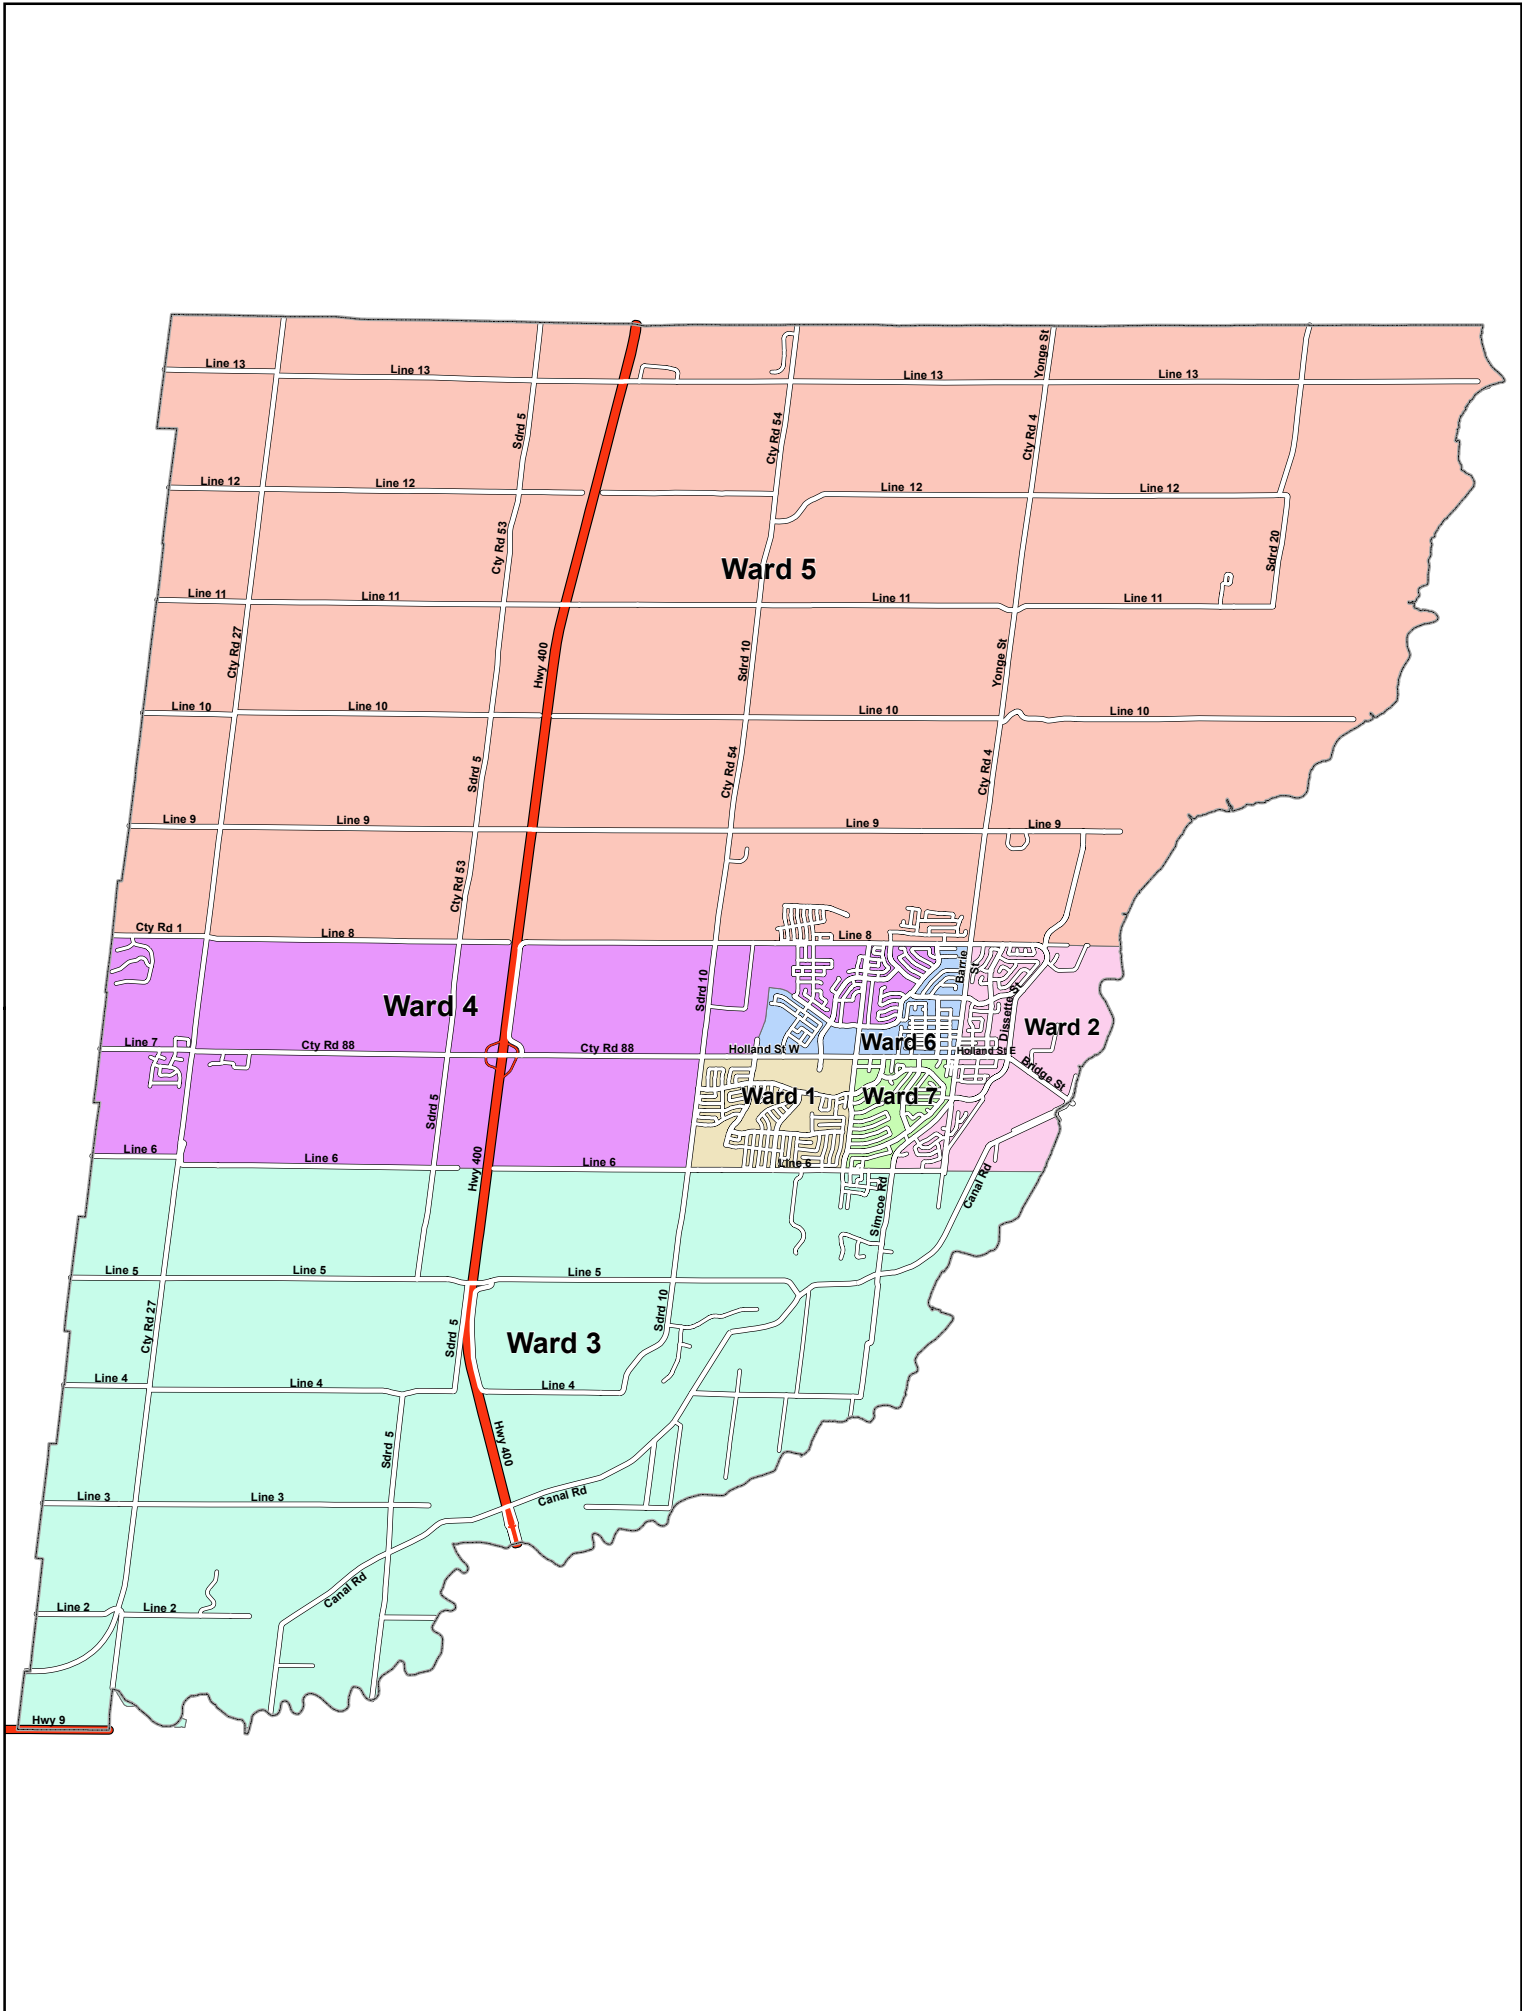 Yonge St
Line 13
Line 13
Line 13
Line 13
Sdrd 5
Cty Rd 54
Cty Rd 4
Line 12
Line 12
Line 12
Line 12
Cty Rd 53
Sdrd 20
Ward 5
Line 11
Line 11
Line 11
Line 11
Cty Rd 27
Hwy 400
Sdrd 10
Yonge St
Line 10
Line 10
Line 10
Line 10
Sdrd 5
Cty Rd 54
Cty Rd 4
Line 9
Line 9
Line 9
Line 9
Cty Rd 53
Cty Rd 1
Line 8
Line 8
Barrie
St
Sdrd 10
Ward 4
Dissette St
Ward 2
Line 7
Cty Rd 88
Cty Rd 88
Holland St W
Ward 6
Holland St E
Bridge St
Sdrd 5
Ward 1
Ward 7
Line 6
Line 6
Line 6
Line 6
Hwy 400
Simcoe Rd
Canal Rd
Line 5
Line 5
Line 5
Cty Rd 27
Sdrd 5
Ward 3
Sdrd 10
Line 4
Line 4
Line 4
Sdrd 5
Hwy 400
Line 3
Line 3
Canal Rd
Canal Rd
Line 2
Line 2
Hwy 9